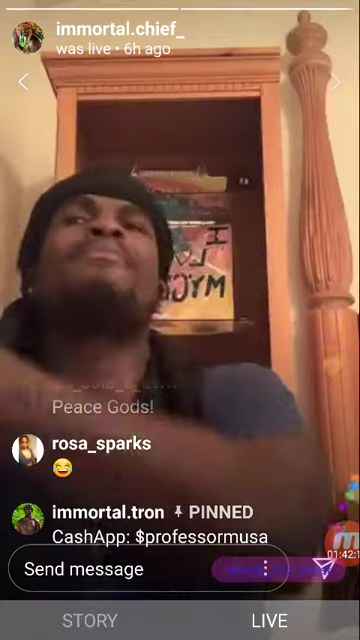 immortal.chief_
was live • 6h ago
I
Peace Gods!
rosa_sparks
😂
immortal.tron PINNED
CashApp: $professormusa
01:42:1
Send message
STORY LIVE